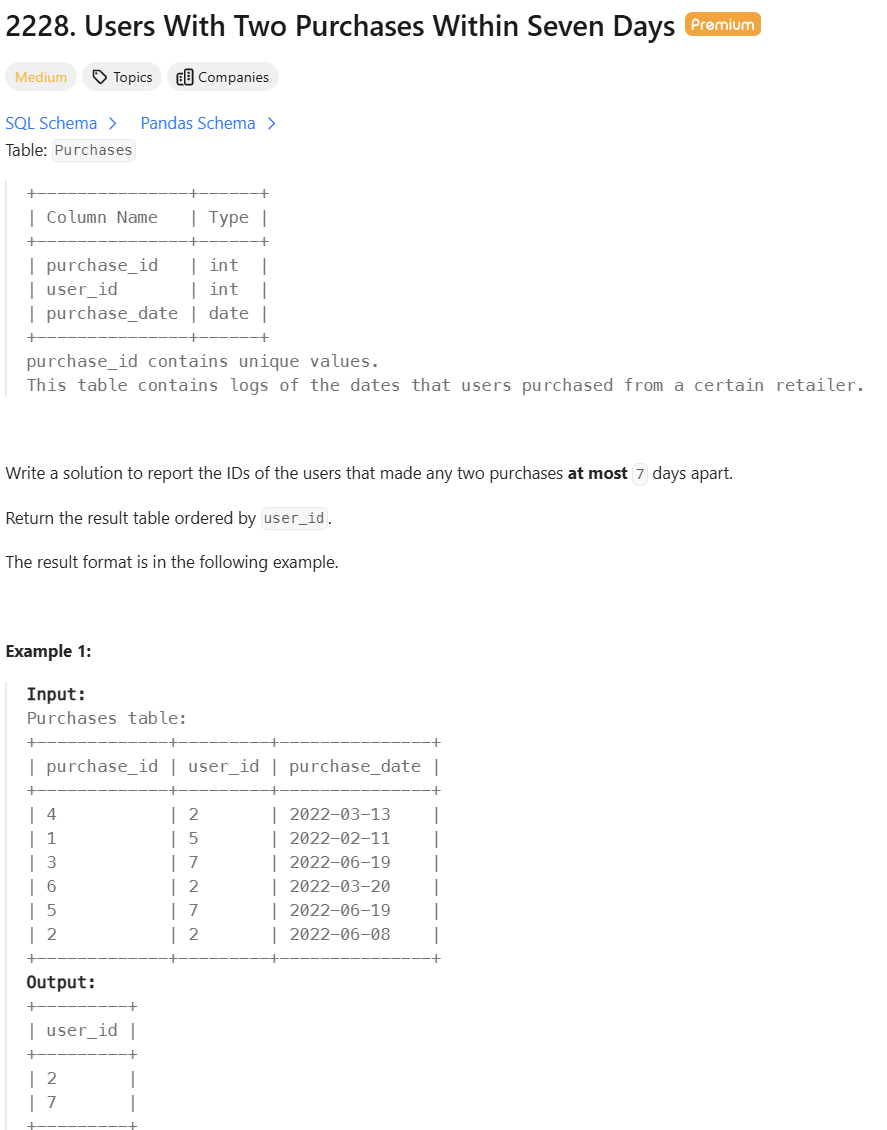 2228. Users With Two Purchases Within Seven Days Premium
Medium Topics Companies
SQL Schema > Pandas Schema >
Table: Purchases
+---------------+------+
| Column Name   | Type |
+---------------+------+
| purchase_id   | int  |
| user_id       | int  |
| purchase_date | date |
+---------------+------+
purchase_id contains unique values.
This table contains logs of the dates that users purchased from a certain retailer.
Write a solution to report the IDs of the users that made any two purchases at most 7 days apart.
Return the result table ordered by user_id.
The result format is in the following example.
Example 1:
Input:
Purchases table:
+-------------+---------+---------------+
| purchase_id | user_id | purchase_date |
+-------------+---------+---------------+
| 4           | 2       | 2022-03-13    |
| 1           | 5       | 2022-02-11    |
| 3           | 7       | 2022-06-19    |
| 6           | 2       | 2022-03-20    |
| 5           | 7       | 2022-06-19    |
| 2           | 2       | 2022-06-08    |
+-------------+---------+---------------+
Output:
+---------+
| user_id |
+---------+
| 2       |
| 7       |
+---------+